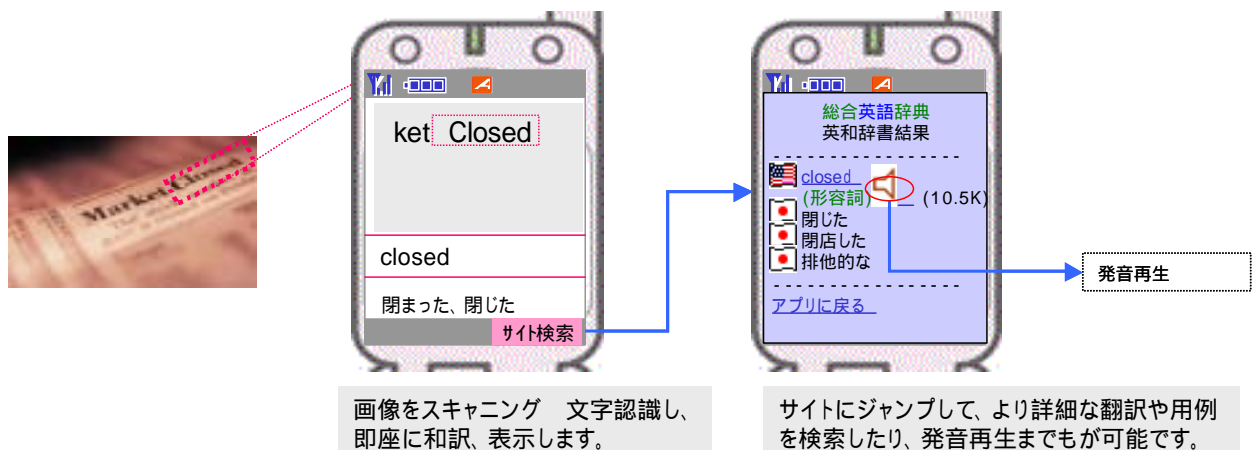 Market Closed
ket Closed
closed
閉まった、閉じた
サイト検索
画像をスキャニング 文字認識し、
即座に和訳、表示します。
総合英語辞典
英和辞書結果
closed
(形容詞) (10.5K)
閉じた
閉店した
排他的な
アプリに戻る
発音再生
サイトにジャンプして、より詳細な翻訳や用例
を検索したり、発音再生までもが可能です。